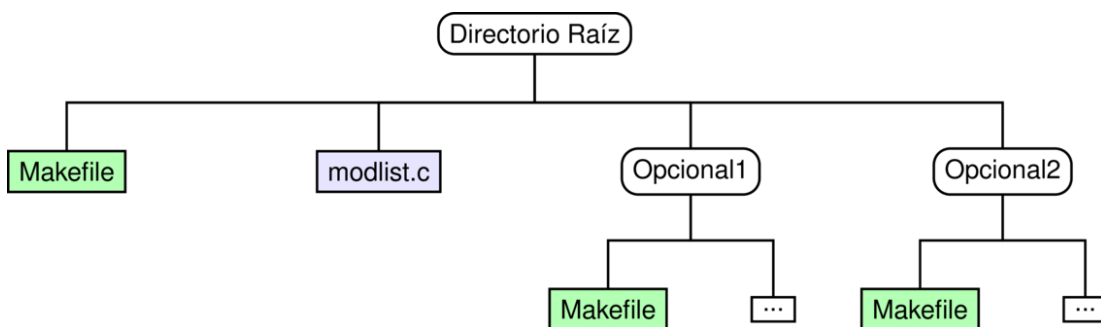 Directorio Raíz
Makefile
modlist.c
Opcional1
Opcional2
Makefile
...
Makefile
...